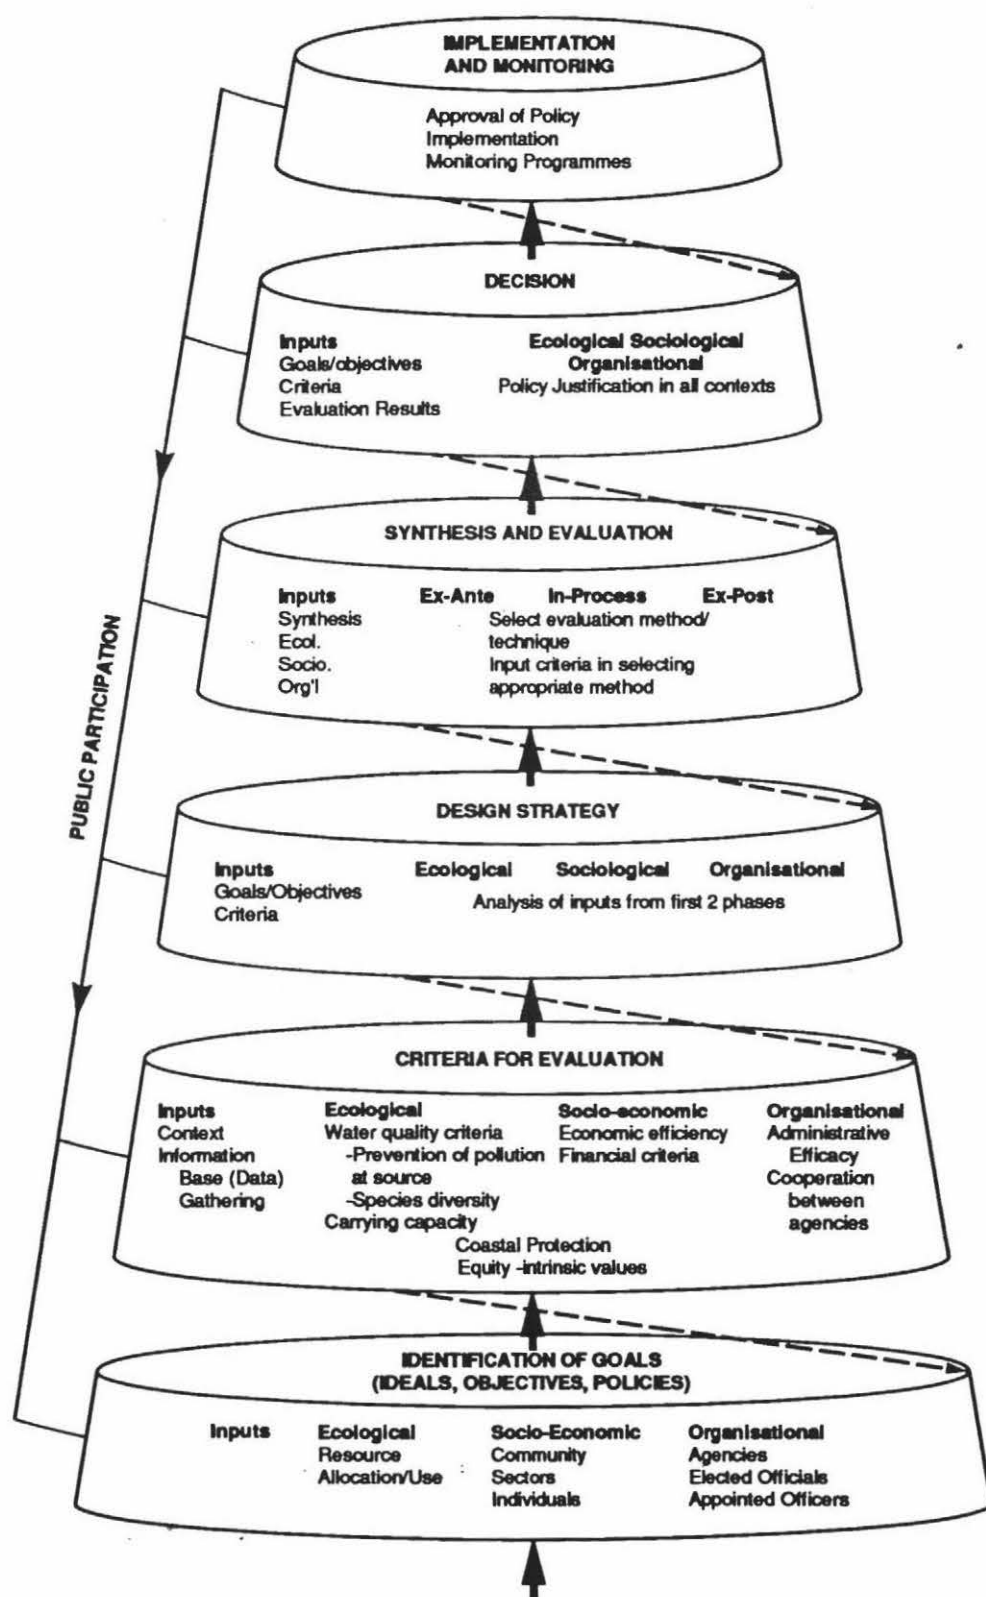 IMPLEMENTATION
AND MONITORING
Approval of Policy
Implementation
Monitoring Programmes
DECISION
Inputs
Goals/objectives
Criteria
Evaluation Results
Ecological Sociological
Organisational
Policy Justification in all contexts
SYNTHESIS AND EVALUATION
Inputs
Synthesis
Ecol.
Socio.
Org'l
Ex-Ante In-Process Ex-Post
Select evaluation method/
technique
Input criteria in selecting
appropriate method
PUBLIC PARTICIPATION
DESIGN STRATEGY
Inputs
Goals/Objectives
Criteria
Ecological Sociological Organisational
Analysis of inputs from first 2 phases
CRITERIA FOR EVALUATION
Inputs
Context
Information
Base (Data)
Gathering
Ecological
Water quality criteria
-Prevention of pollution
at source
-Species diversity
Carrying capacity
Socio-economic
Economic efficiency
Financial criteria
Organisational
Administrative
Efficacy
Cooperation
between
agencies
Coastal Protection
Equity -intrinsic values
IDENTIFICATION OF GOALS
(IDEALS, OBJECTIVES, POLICIES)
Inputs
Ecological
Resource
Allocation/Use
Socio-Economic
Community
Sectors
Individuals
Organisational
Agencies
Elected Officials
Appointed Officers